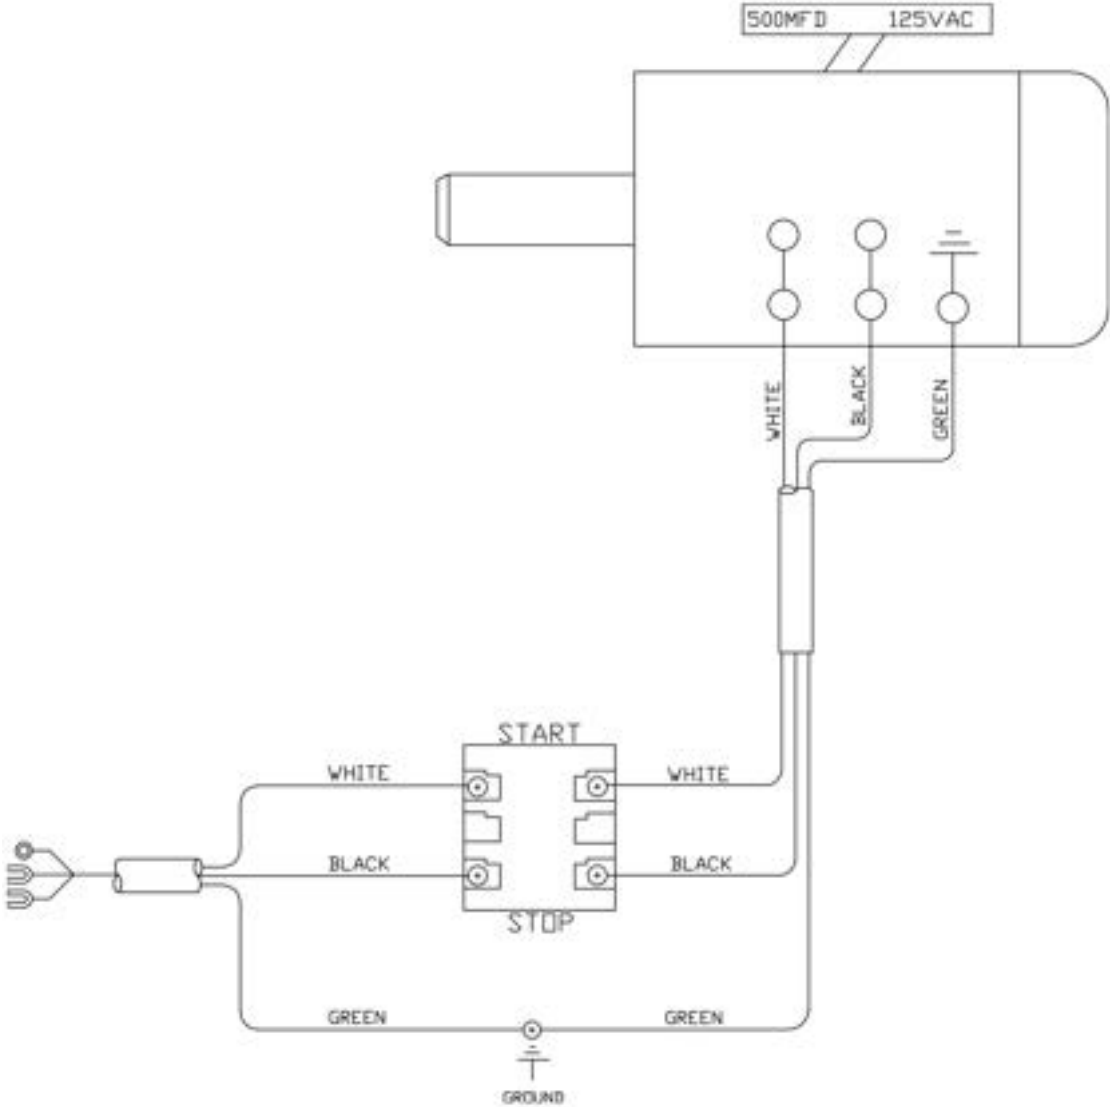 500MFD 125VAC
WHITE
BLACK
GREEN
START
WHITE
WHITE
BLACK
BLACK
STOP
GREEN
GREEN
GROUND